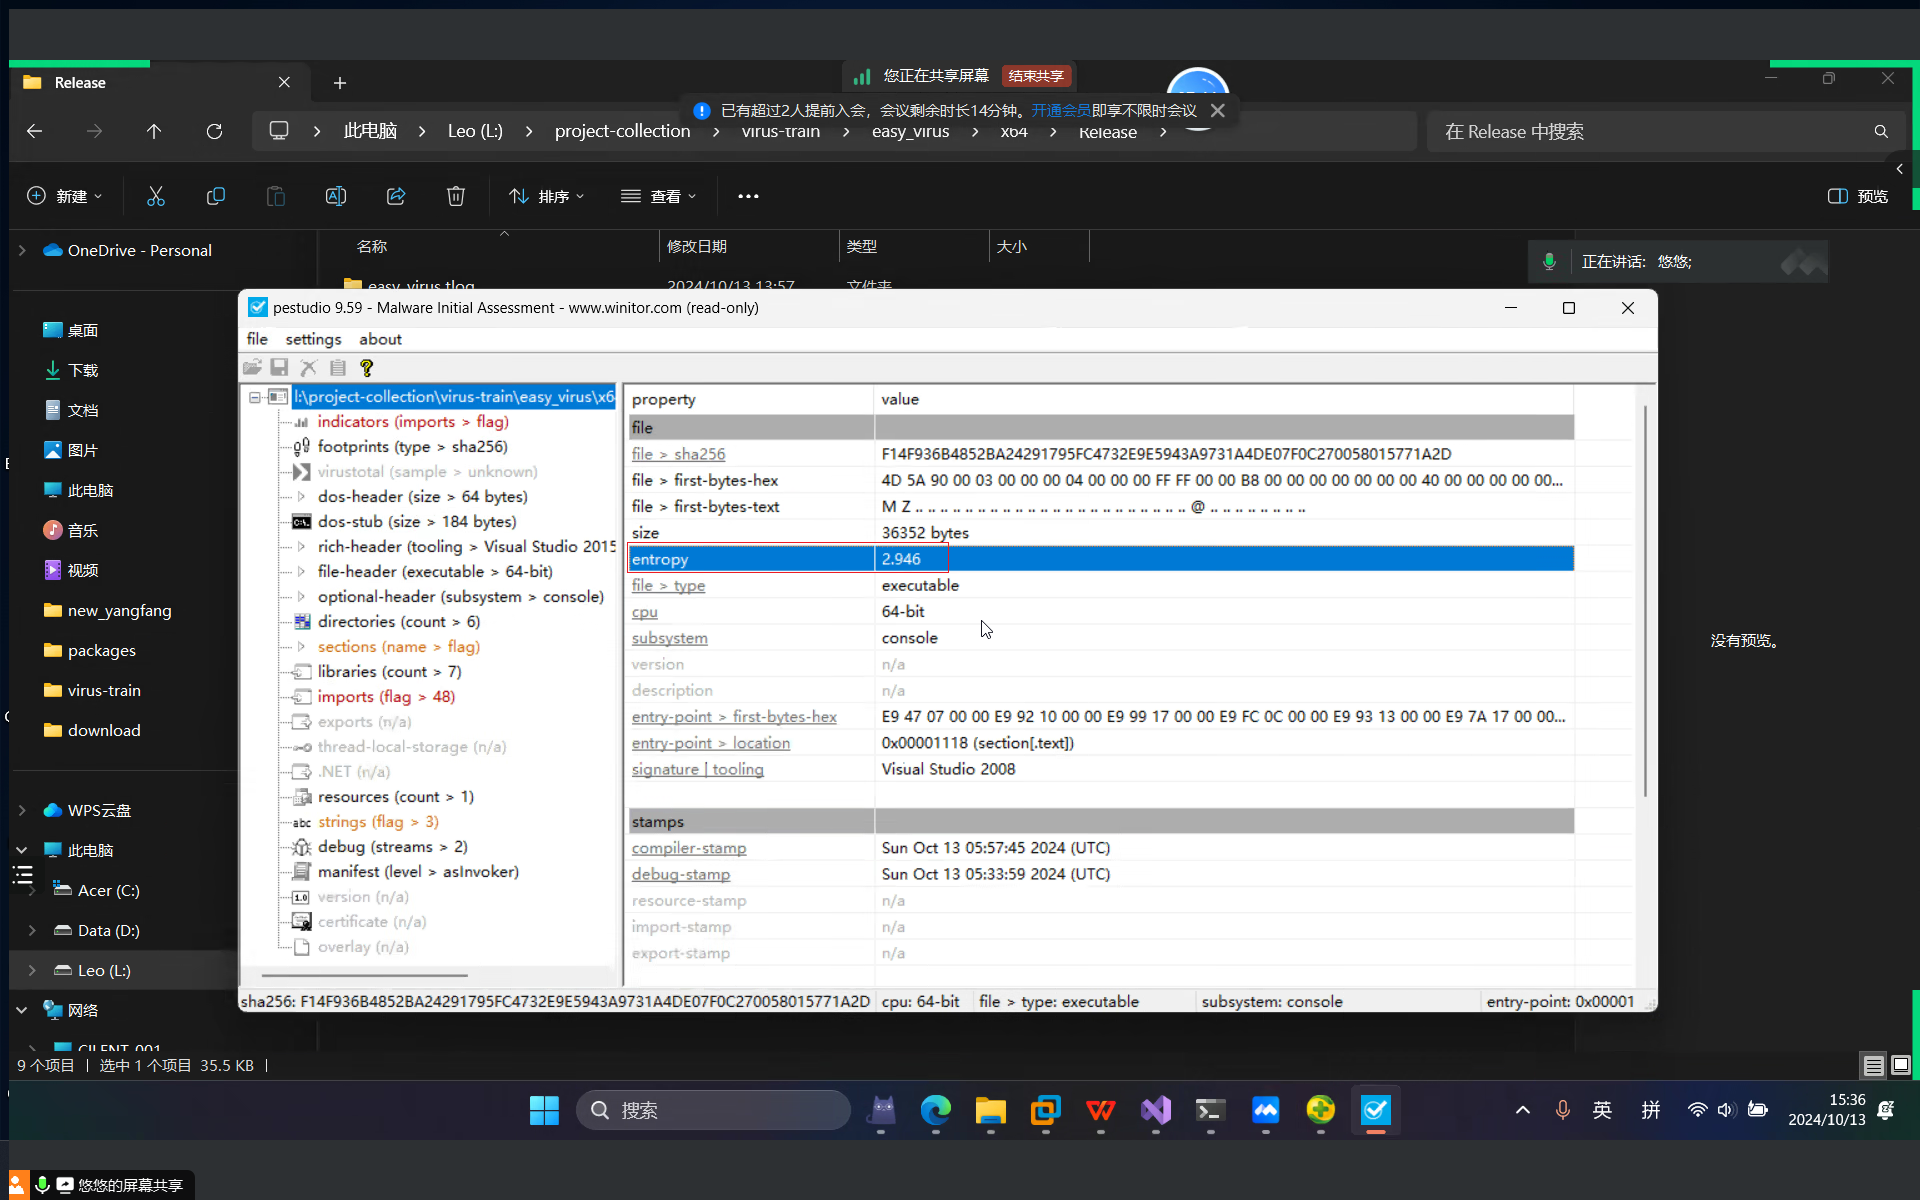 Release
您正在共享屏幕 结束共享
已有超过2人提前入会，会议剩余时长14分钟。开通会员即享不限时会议
此电脑 Leo (L:) project-collection virus-train easy_virus x64 Release
在 Release 中搜索
新建 排序 查看 预览
OneDrive - Personal
名称 修改日期 类型 大小
easy_virus.tlog 2024/10/13 13:57 文件夹
正在讲话: 悠悠;
桌面
下载
文档
图片
此电脑
音乐
视频
new_yangfang
packages
virus-train
download
WPS云盘
此电脑
Acer (C:)
Data (D:)
Leo (L:)
网络
CILENT_001
没有预览。
pestudio 9.59 - Malware Initial Assessment - www.winitor.com (read-only)
file settings about
l:\project-collection\virus-train\easy_virus\x6
indicators (imports > flag)
footprints (type > sha256)
virustotal (sample > unknown)
dos-header (size > 64 bytes)
dos-stub (size > 184 bytes)
rich-header (tooling > Visual Studio 2015
file-header (executable > 64-bit)
optional-header (subsystem > console)
directories (count > 6)
sections (name > flag)
libraries (count > 7)
imports (flag > 48)
exports (n/a)
thread-local-storage (n/a)
.NET (n/a)
resources (count > 1)
abc strings (flag > 3)
debug (streams > 2)
manifest (level > asInvoker)
1.0 version (n/a)
certificate (n/a)
overlay (n/a)
property value
file
file > sha256 F14F936B4852BA24291795FC4732E9E5943A9731A4DE07F0C270058015771A2D
file > first-bytes-hex 4D 5A 90 00 03 00 00 00 04 00 00 00 FF FF 00 00 B8 00 00 00 00 00 00 00 40 00 00 00 00 00...
file > first-bytes-text M Z .. .. .. .. .. .. .. .. .. .. .. .. .. .. .. .. .. .. .. .. .. .. @ .. .. .. .. .. .. .. ..
size 36352 bytes
entropy 2.946
file > type executable
cpu 64-bit
subsystem console
version n/a
description n/a
entry-point > first-bytes-hex E9 47 07 00 00 E9 92 10 00 00 E9 99 17 00 00 E9 FC 0C 00 00 E9 93 13 00 00 E9 7A 17 00 00...
entry-point > location 0x00001118 (section[.text])
signature | tooling Visual Studio 2008
stamps
compiler-stamp Sun Oct 13 05:57:45 2024 (UTC)
debug-stamp Sun Oct 13 05:33:59 2024 (UTC)
resource-stamp n/a
import-stamp n/a
export-stamp n/a
sha256: F14F936B4852BA24291795FC4732E9E5943A9731A4DE07F0C270058015771A2D cpu: 64-bit file > type: executable subsystem: console entry-point: 0x00001
9 个项目 选中 1 个项目 35.5 KB
搜索
英 拼
15:36
2024/10/13
悠悠的屏幕共享